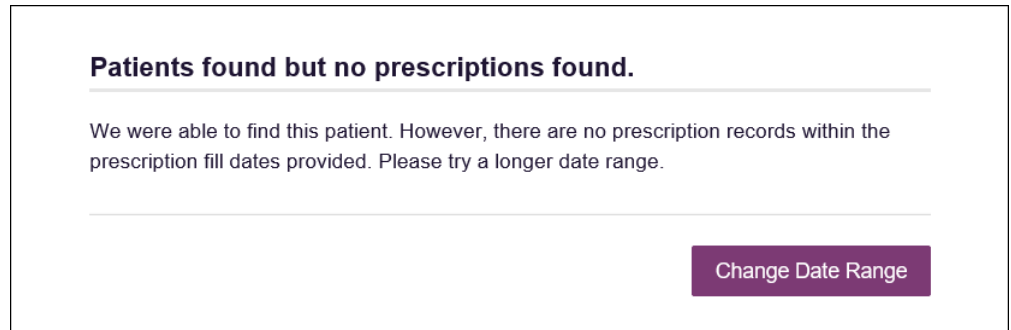 Patients found but no prescriptions found.
We were able to find this patient. However, there are no prescription records within the
prescription fill dates provided. Please try a longer date range.
Change Date Range